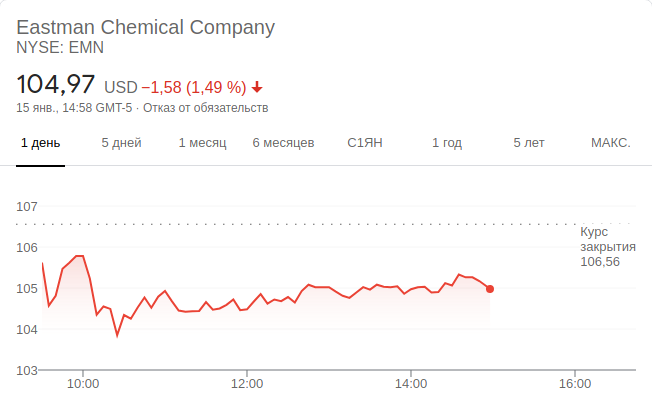 Eastman Chemical Company
NYSE: EMN
104,97 USD −1,58 (1,49 %)
15 янв., 14:58 GMT-5 · Отказ от обязательств
1 день 5 дней 1 месяц 6 месяцев С1ЯН 1 год 5 лет МАКС.
107
Курс
закрытия
106,56
106
105
104
103
10:00 12:00 14:00 16:00